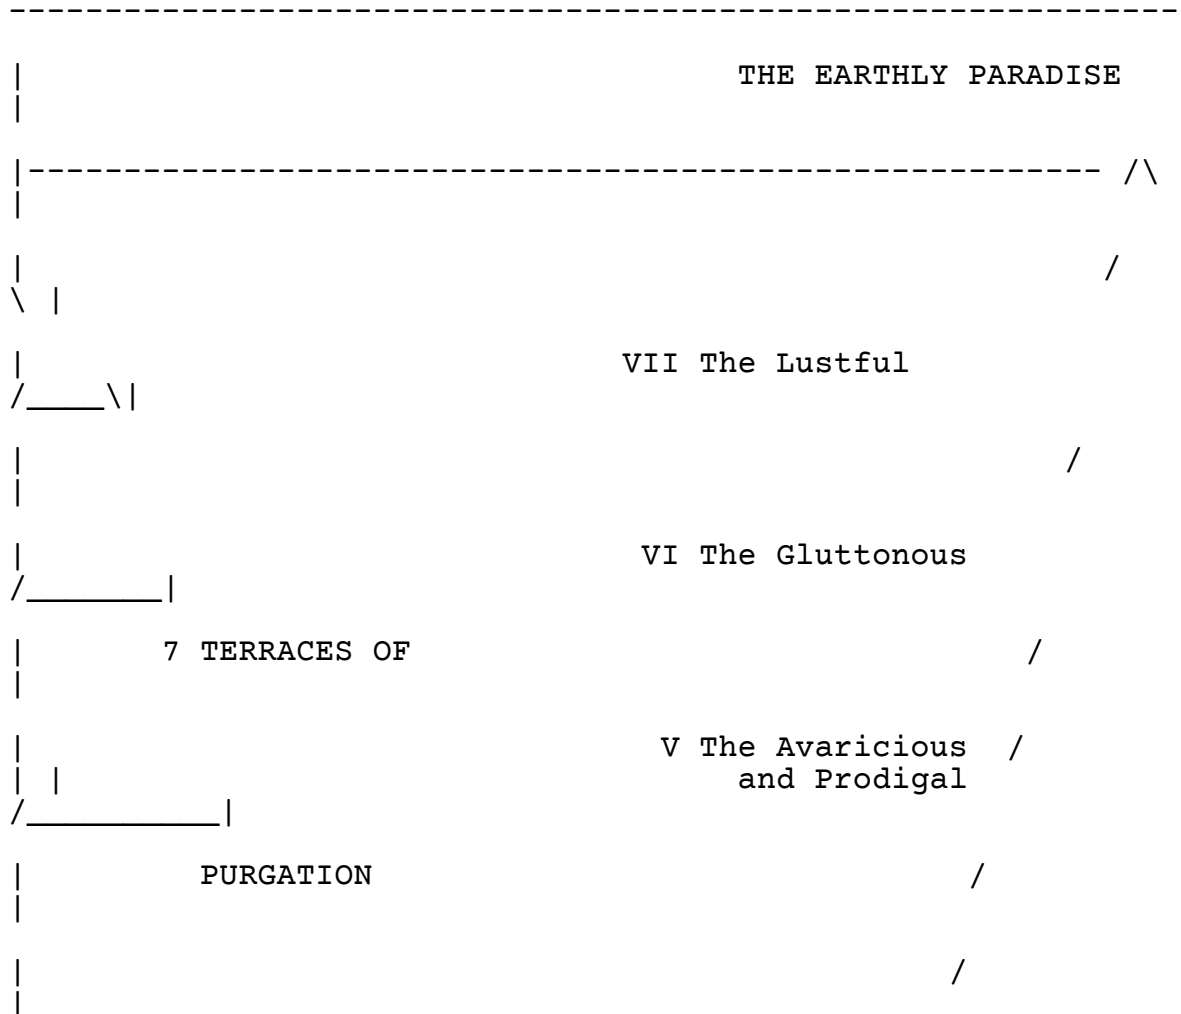 THE EARTHLY PARADISE
VII The Lustful
VI The Gluttonous
7 TERRACES OF
V The Avaricious
and Prodigal
PURGATION